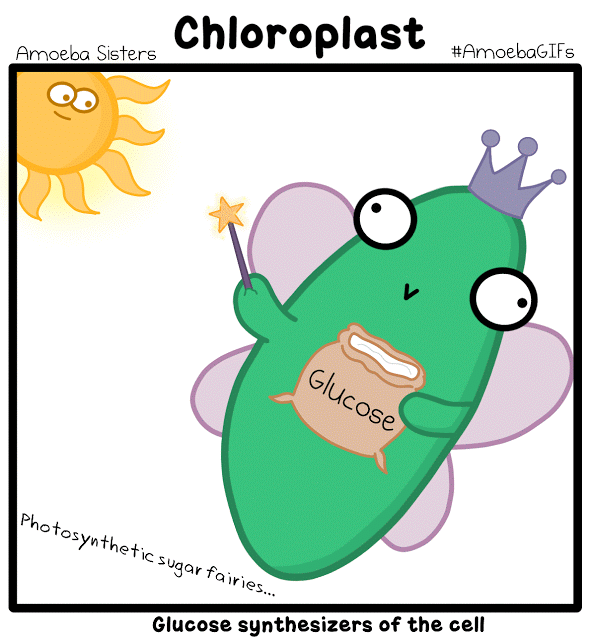 Chloroplast
Amoeba Sisters
#AmoebaGIFs
Glucose
Photosynthetic sugar fairies...
Glucose synthesizers of the cell